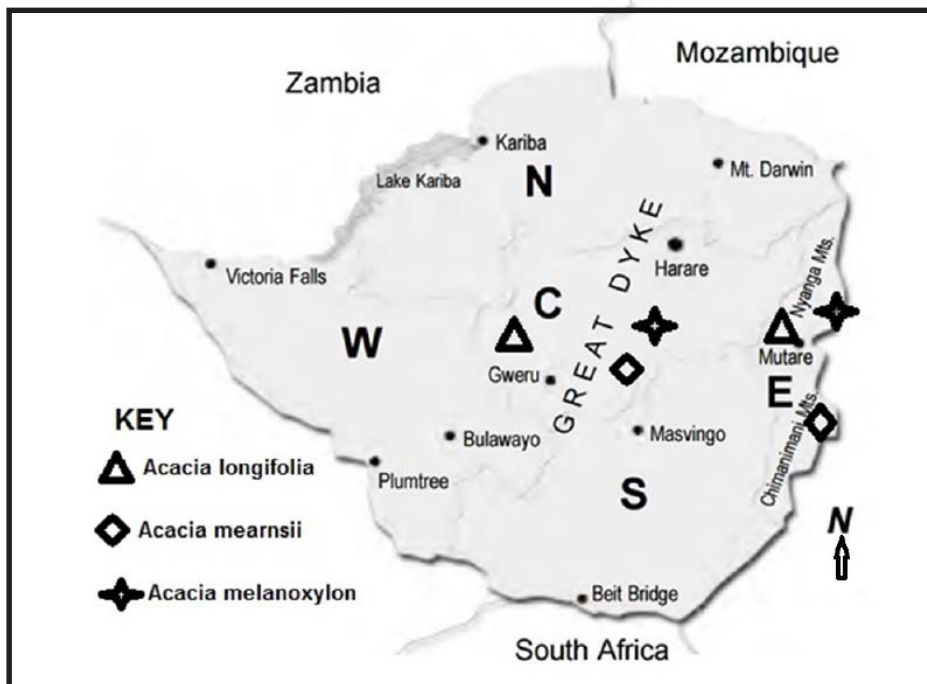 Mozambique
Zambia
Kariba
Lake Kariba
N
Mt. Darwin
GREAT DYKE
Harare
Nyanga Mts.
Victoria Falls
C
W
Mutare
Gweru
E
KEY
Chimanimani Mts.
Bulawayo
Masvingo
Acacia longifolia
Plumtree
S
Acacia mearnsii
N
Acacia melanoxylon
Beit Bridge
South Africa